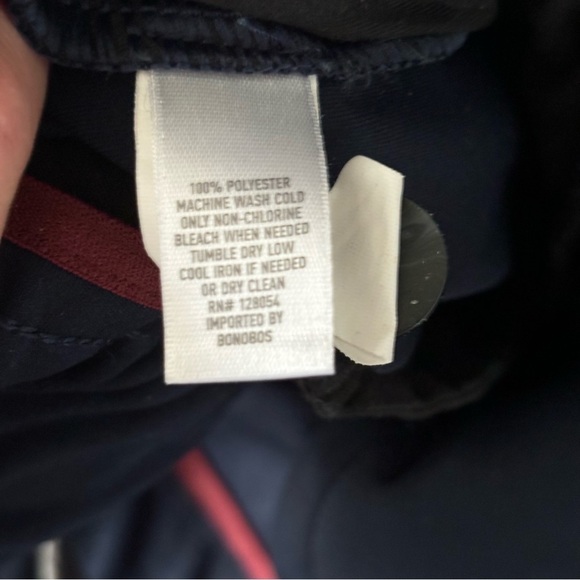 100% POLYESTER
MACHINE WASH COLD
ONLY NON-CHLORINE
BLEACH WHEN NEEDED
TUMBLE DRY LOW
COOL IRON IF NEEDED
OR DRY CLEAN
RN# 128054
IMPORTED BY
BONOBOS